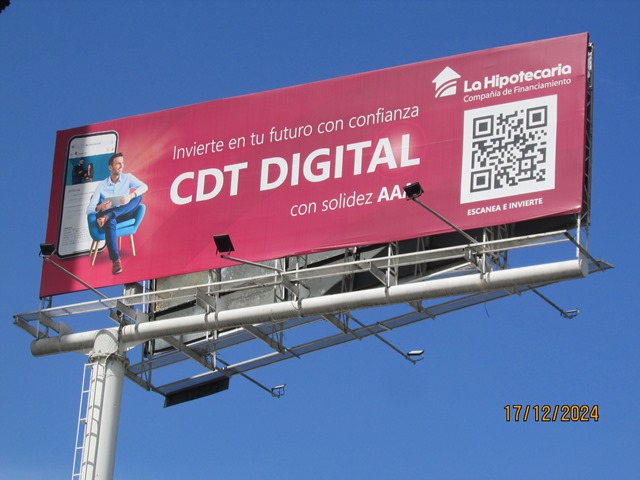 La Hipotecaria
Compañía de Financiamiento
Invierte en tu futuro con confianza
CDT DIGITAL
con solidez
ESCANEA E INVIERTE
17/12/2024